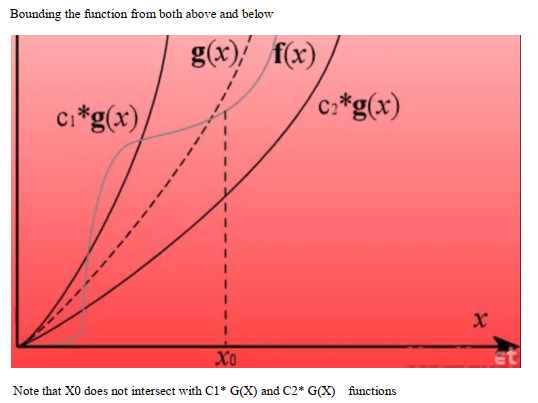 Bounding the function from both above and below
g(x) f(x)
c₁*g(x) c₂*g(x)
x
et
x₀
Note that X0 does not intersect with C1* G(X) and C2* G(X) functions